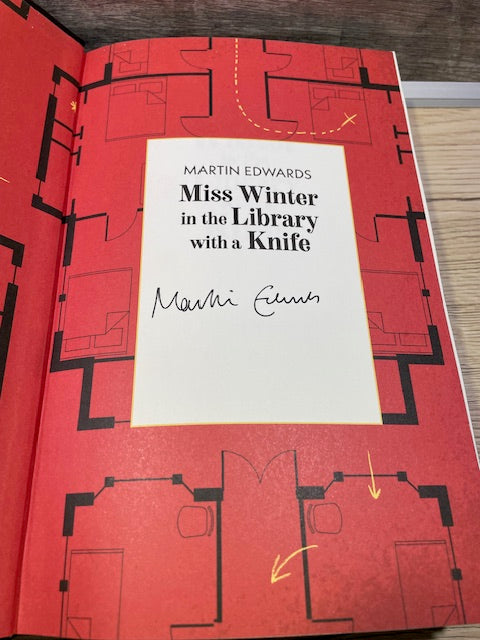 MARTIN EDWARDS
Miss Winter
in the Library
with a Knife
Martin Edwards